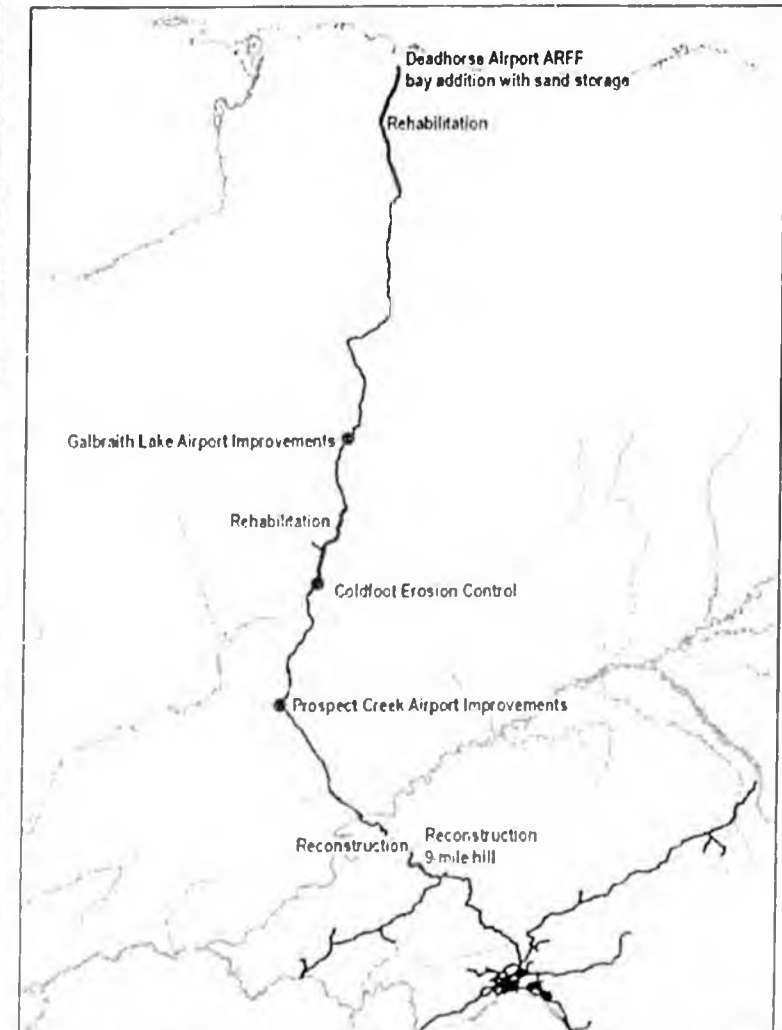 Deadhorse Airport ARFF
bay addition with sand storage
Rehabilitation
Galbraith Lake Airport Improvements
Rehabilitation
Coldfoot Erosion Control
Prospect Creek Airport Improvements
Reconstruction
Reconstruction
9-mile hill